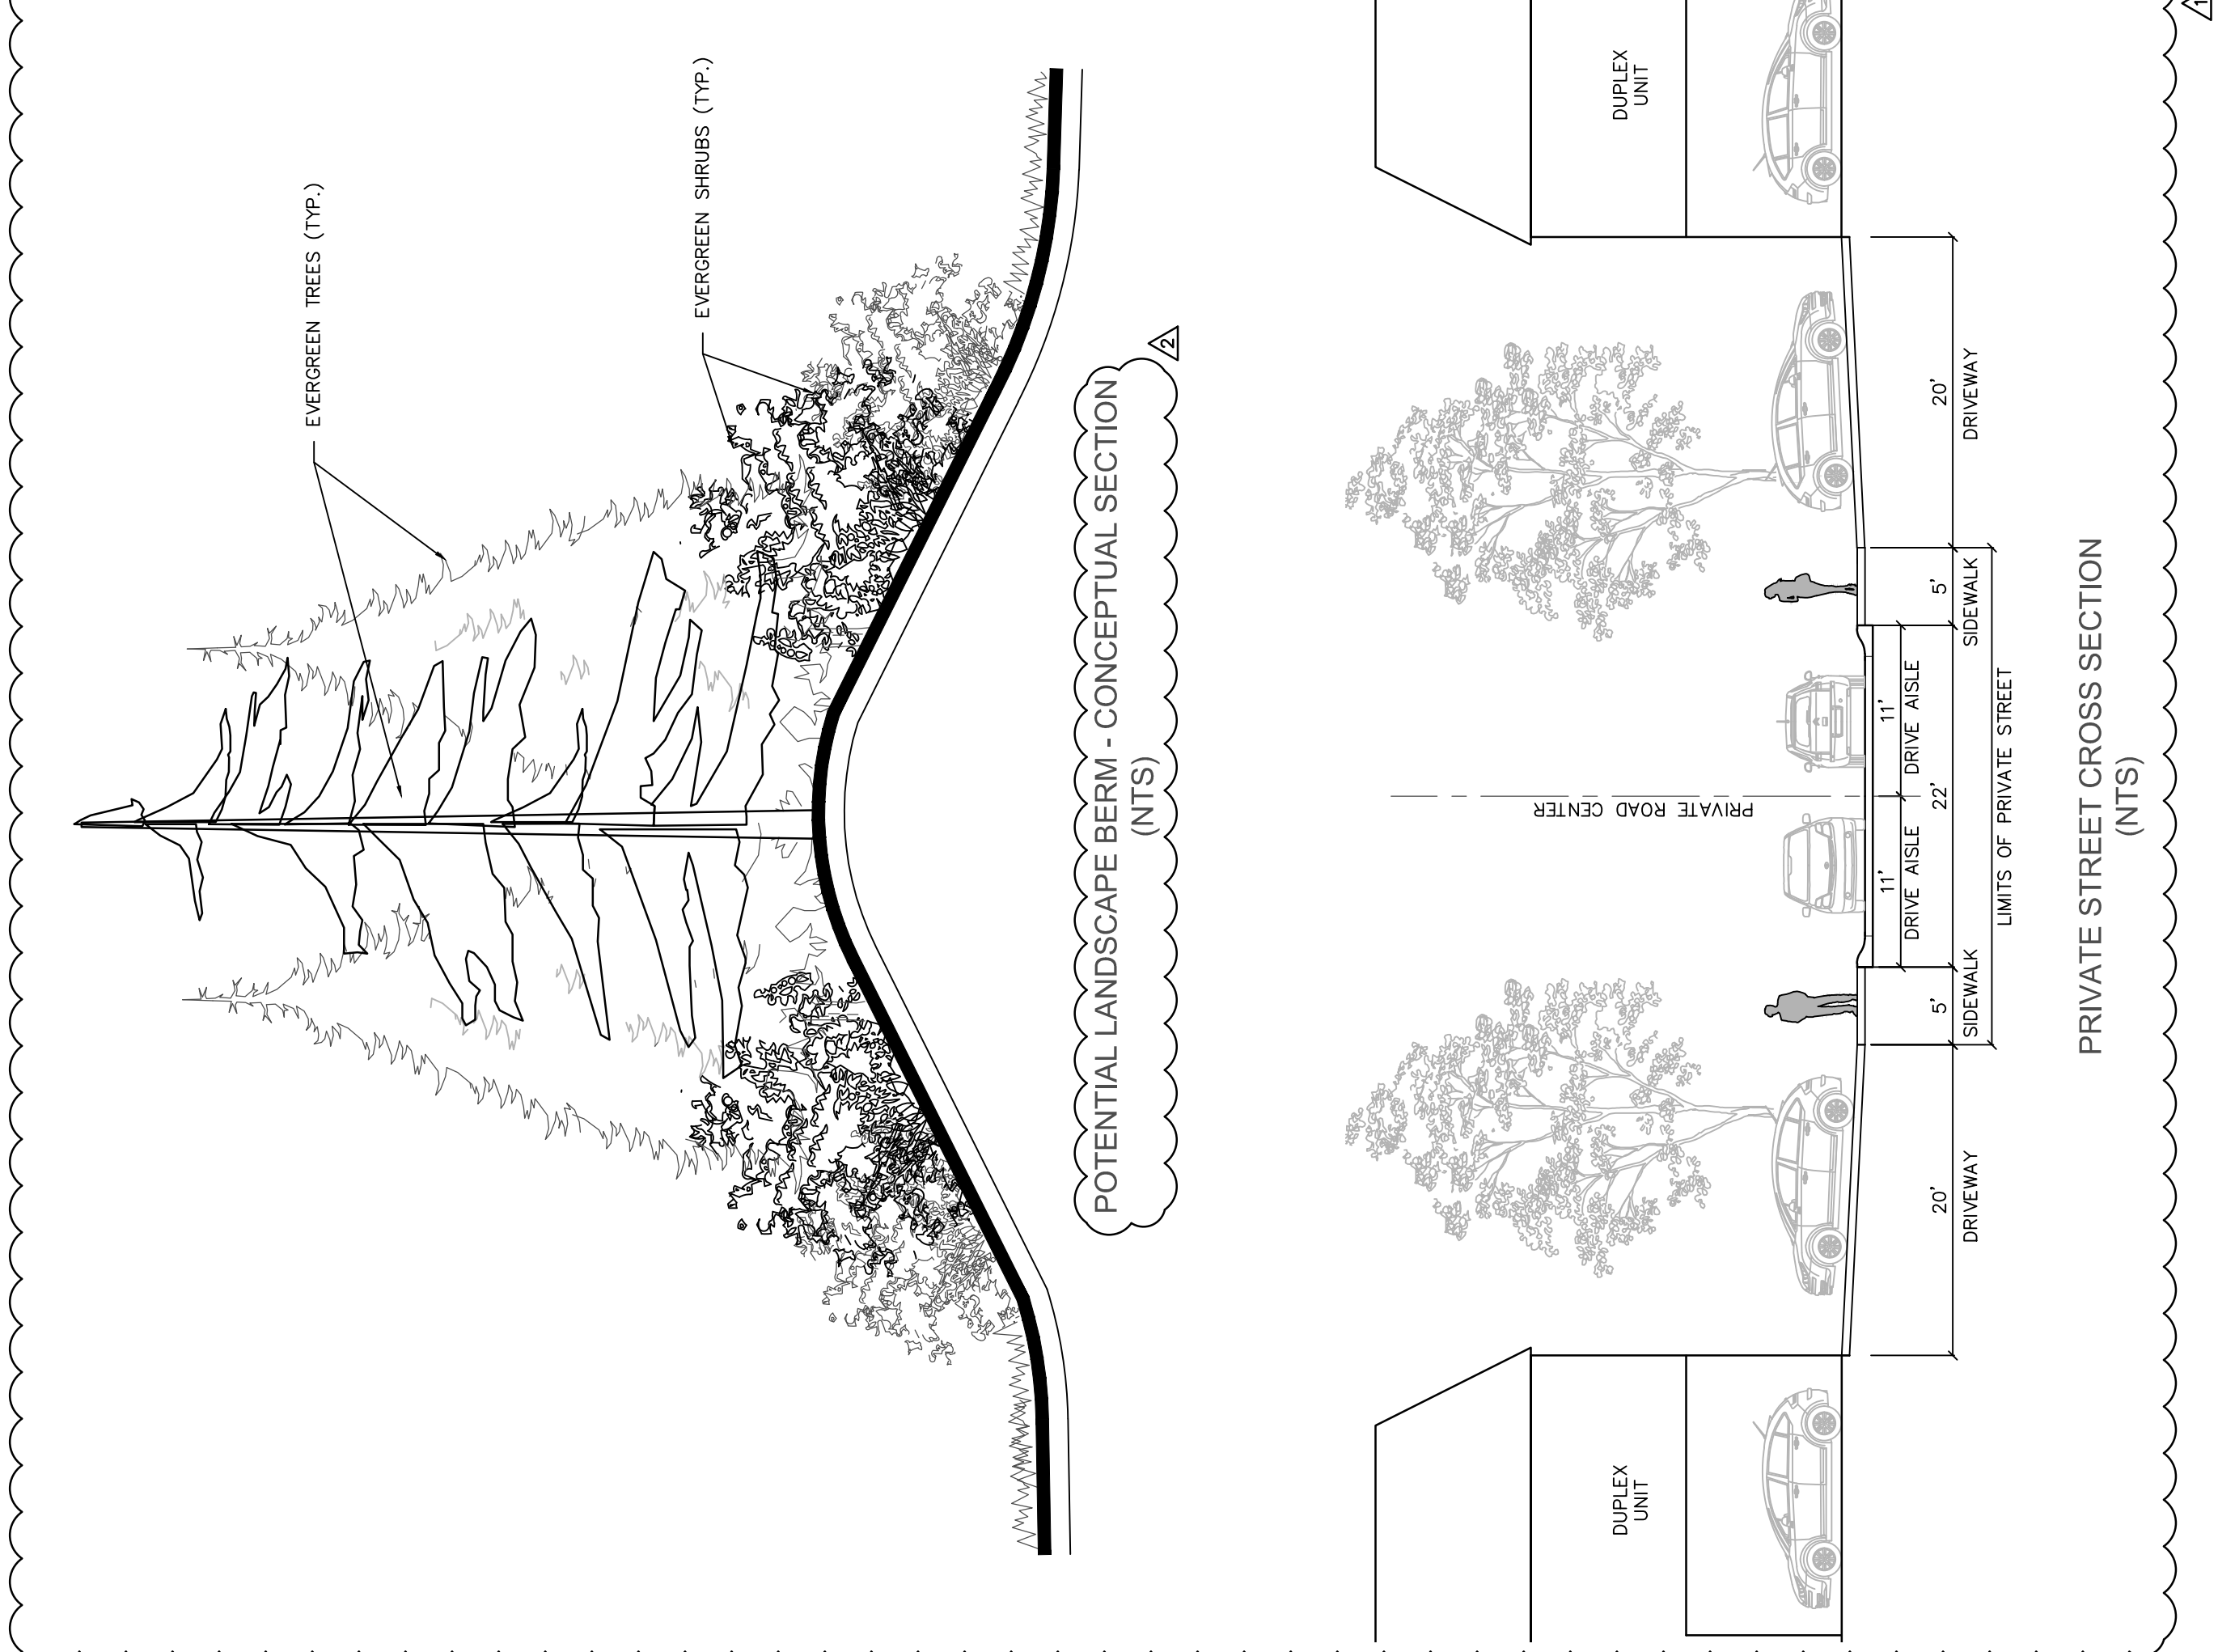 EVERGREEN TREES (TYP.)
EVERGREEN SHRUBS (TYP.)
POTENTIAL LANDSCAPE BERM - CONCEPTUAL SECTION
(NTS)
2
DUPLEX
UNIT
DUPLEX
UNIT
PRIVATE ROAD CENTER
11'
DRIVE AISLE
11'
DRIVE AISLE
20'
DRIVEWAY
5'
SIDEWALK
22'
5'
SIDEWALK
20'
DRIVEWAY
LIMITS OF PRIVATE STREET
PRIVATE STREET CROSS SECTION
(NTS)
1